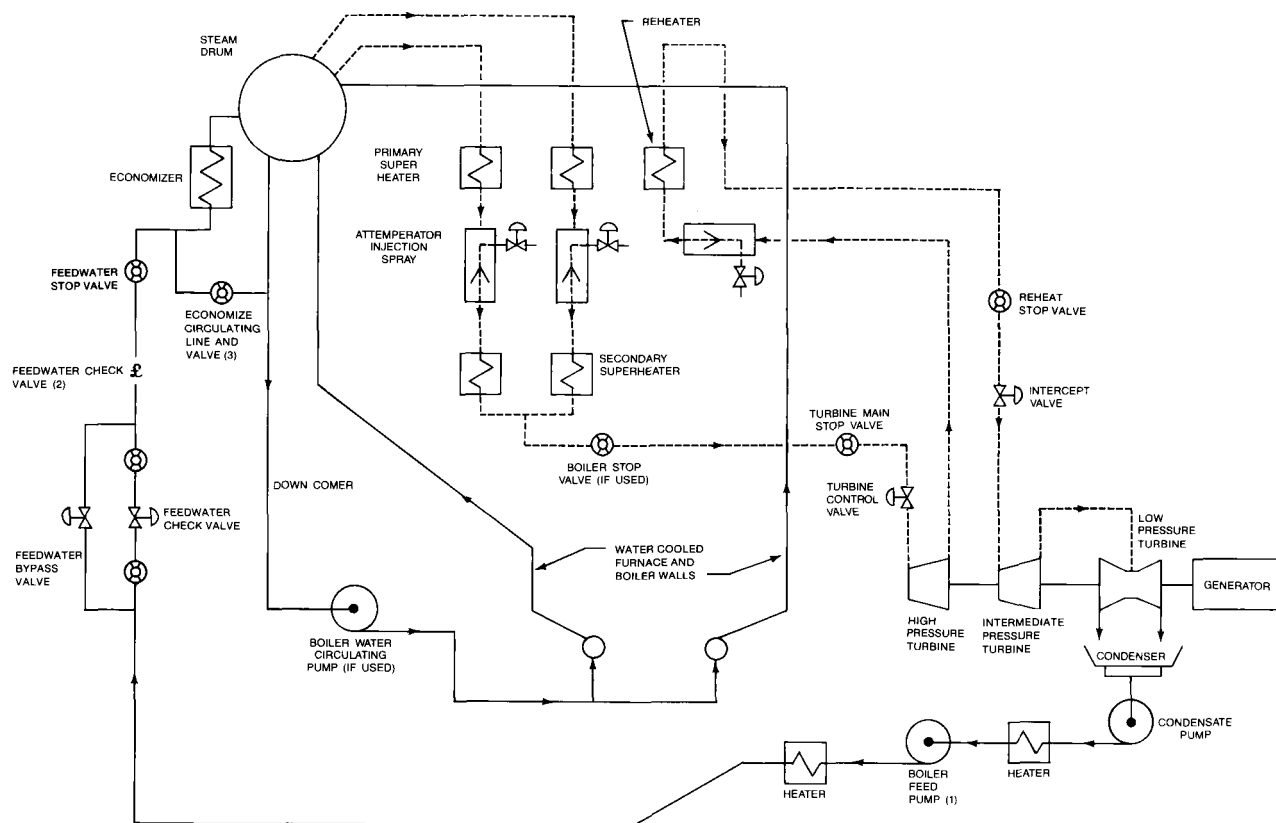 REHEATER
STEAM
DRUM
PRIMARY
SUPER
HEATER
ECONOMIZER
ATTEMPERATOR
INJECTION
SPRAY
FEEDWATER
STOP VALVE
ECONOMIZE
CIRCULATING
LINE AND
VALVE (3)
REHEAT
STOP VALVE
FEEDWATER CHECK
VALVE (2)
£
SECONDARY
SUPERHEATER
INTERCEPT
VALVE
TURBINE MAIN
STOP VALVE
BOILER STOP
VALVE (IF USED)
DOWN COMER
TURBINE
CONTROL
VALVE
FEEDWATER
CHECK VALVE
LOW
PRESSURE
TURBINE
FEEDWATER
BYPASS
VALVE
WATER COOLED
FURNACE AND
BOILER WALLS
GENERATOR
HIGH
PRESSURE
TURBINE
INTERMEDIATE
PRESSURE
TURBINE
BOILER WATER
CIRCULATING
PUMP (IF USED)
CONDENSER
CONDENSATE
PUMP
HEATER
BOILER
FEED
PUMP (1)
HEATER